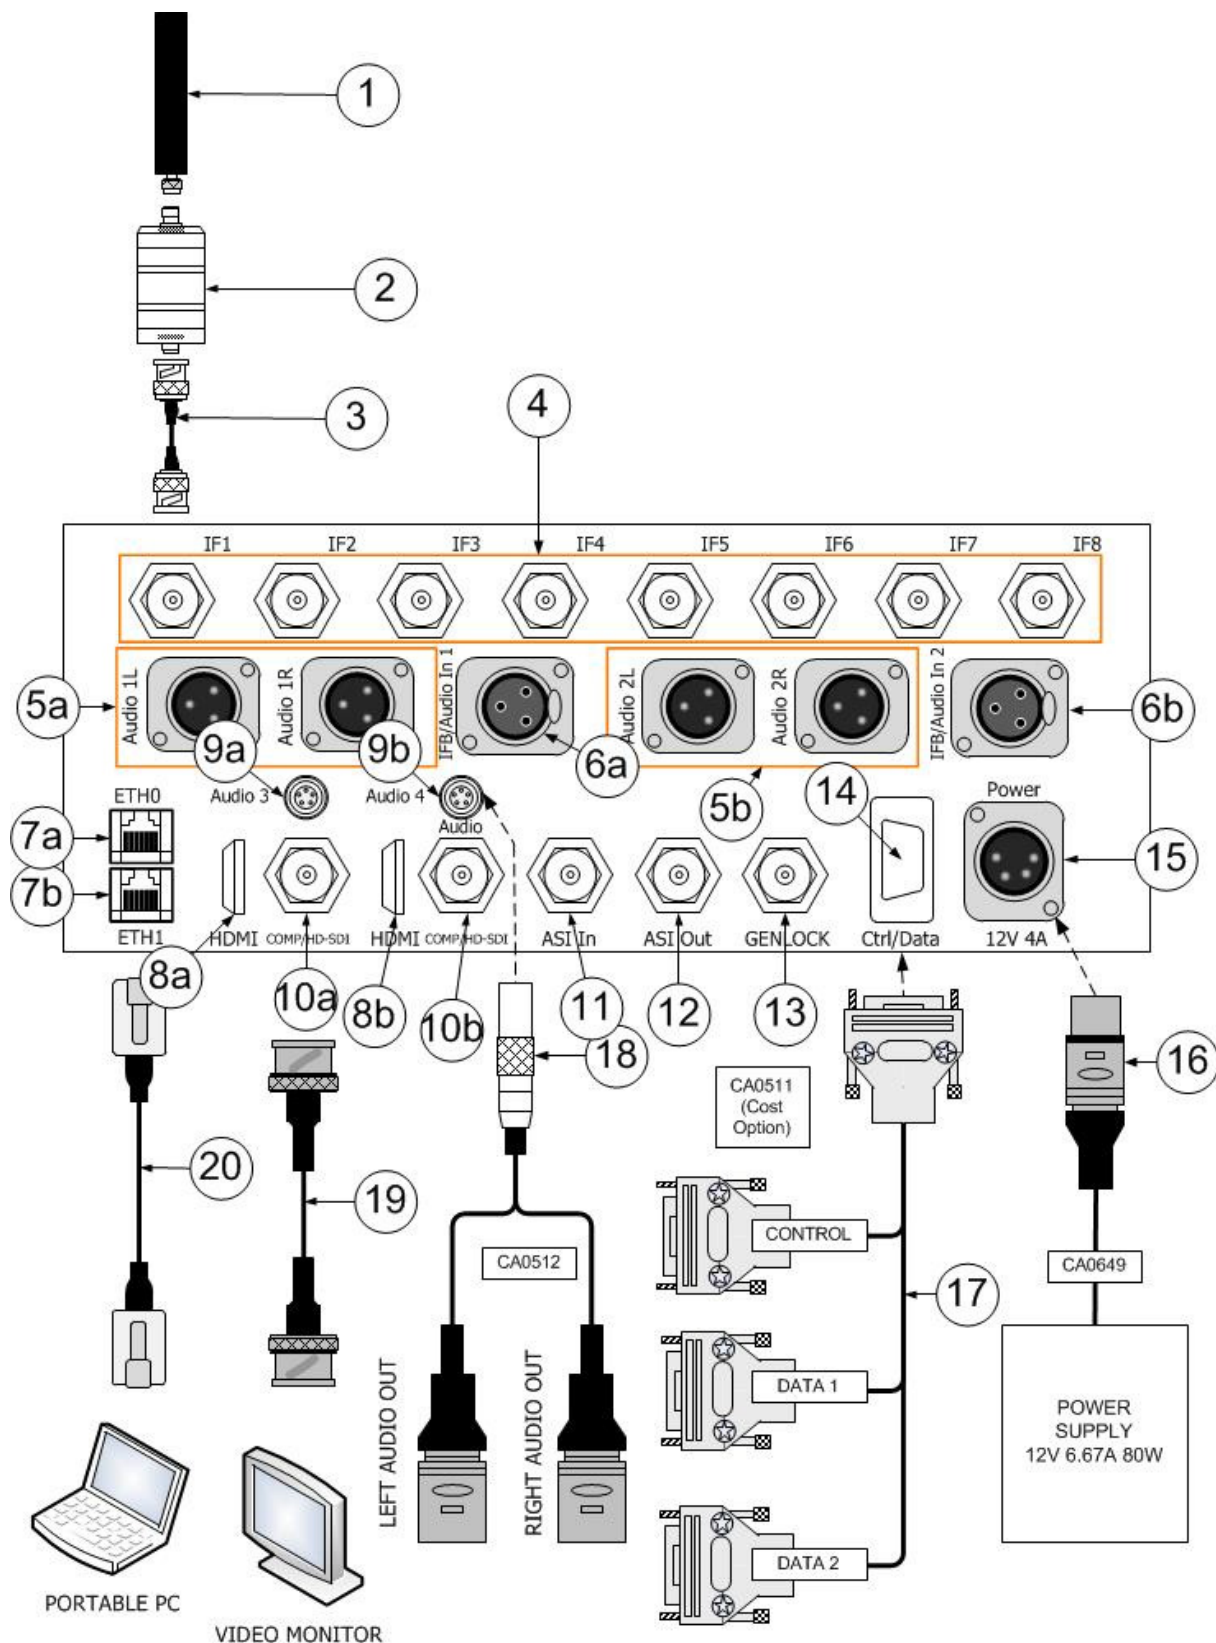 1
2
3
4
IF1 IF2 IF3 IF4 IF5 IF6 IF7 IF8
5a
Audio 1L
Audio 1R
IFB/Audio In 1
Audio 2L
Audio 2R
IFB/Audio In 2
6b
9a
9b
6a
5b
14
ETH0
Audio 3
Audio 4
Audio
Power
7a
7b
15
ETH1
HDMI COMP/HD-SDI HDMI COMP/HD-SDI ASI In ASI Out GENLOCK Ctrl/Data 12V 4A
8a
10a
8b
10b
11
12
13
18
16
CA0511
(Cost
Option)
20
19
CONTROL
CA0512
CA0649
17
LEFT AUDIO OUT
RIGHT AUDIO OUT
DATA 1
POWER
SUPPLY
12V 6.67A 80W
DATA 2
PORTABLE PC
VIDEO MONITOR